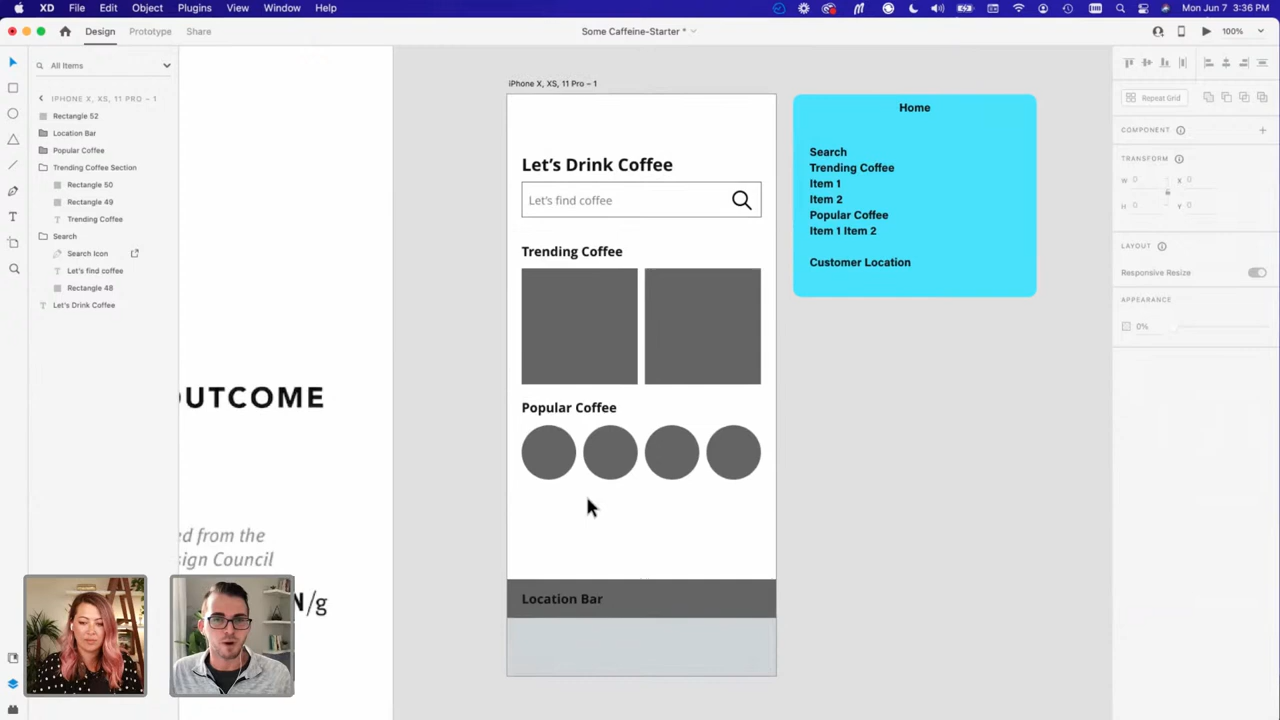 XD File Edit Object Plugins View Window Help
Mon Jun 7 3:36 PM
Design Prototype Share
Some Caffeine-Starter *
100%
All Items
IPHONE X, XS, 11 PRO – 1
Rectangle 52
Location Bar
Popular Coffee
Trending Coffee Section
Rectangle 50
Rectangle 49
Trending Coffee
Search
Search Icon
Let's find coffee
Rectangle 48
Let's Drink Coffee
OUTCOME
ed from the
sign Council
N/g
iPhone X, XS, 11 Pro – 1
Let's Drink Coffee
Let's find coffee
Trending Coffee
Popular Coffee
Location Bar
Home
Search
Trending Coffee
Item 1
Item 2
Popular Coffee
Item 1 Item 2
Customer Location
Repeat Grid
COMPONENT
TRANSFORM
W 0 X 0
H 0 Y 0
LAYOUT
Responsive Resize
APPEARANCE
0%